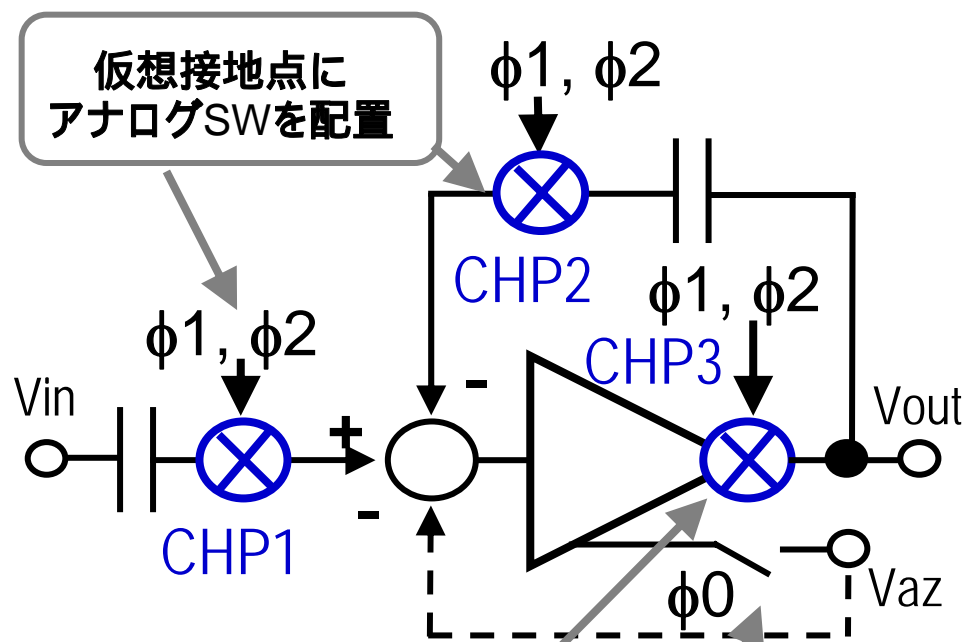 仮想接地点に
アナログSWを配置
ϕ1, ϕ2
CHP2
ϕ1, ϕ2
CHP3
ϕ1, ϕ2
Vin
Vout
+
-
-
CHP1
ϕ0
Vaz